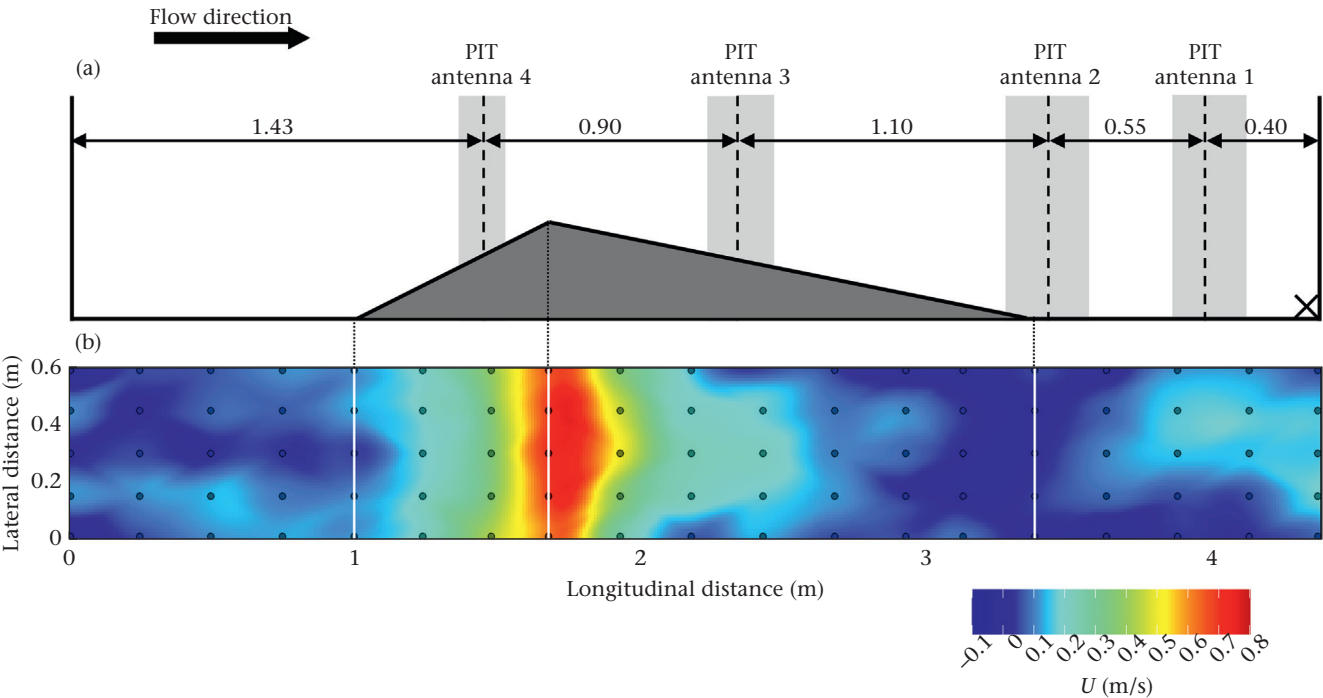 Flow direction
(a)
PIT
antenna 4
PIT
antenna 3
PIT
antenna 2
PIT
antenna 1
1.43
0.90
1.10
0.55
0.40
(b)
Lateral distance (m)
0.6
0.4
0.2
0
0
1
2
3
4
Longitudinal distance (m)
−0.1
0
0.1
0.2
0.3
0.4
0.5
0.6
0.7
0.8
U (m/s)